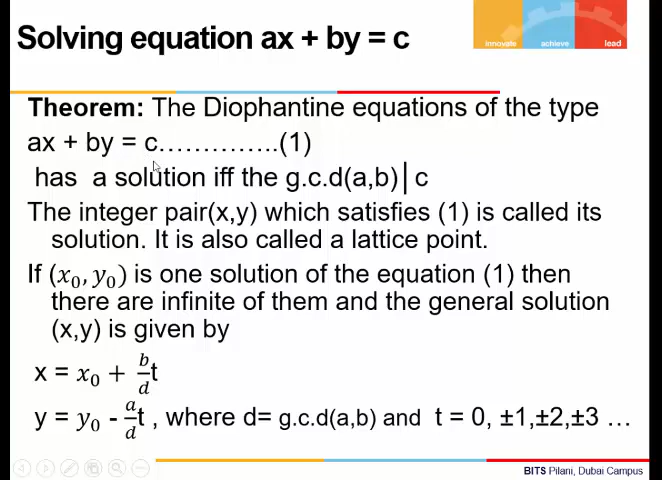 Solving equation ax + by = c
innovate achieve lead
Theorem: The Diophantine equations of the type
ax + by = c…………..(1)
has a solution iff the g.c.d(a,b)│c
The integer pair(x,y) which satisfies (1) is called its
solution. It is also called a lattice point.
If (x₀, y₀) is one solution of the equation (1) then
there are infinite of them and the general solution
(x,y) is given by
x = x₀ + b/d t
y = y₀ - a/d t , where d= g.c.d(a,b) and t = 0, ±1,±2,±3 …
BITS Pilani, Dubai Campus